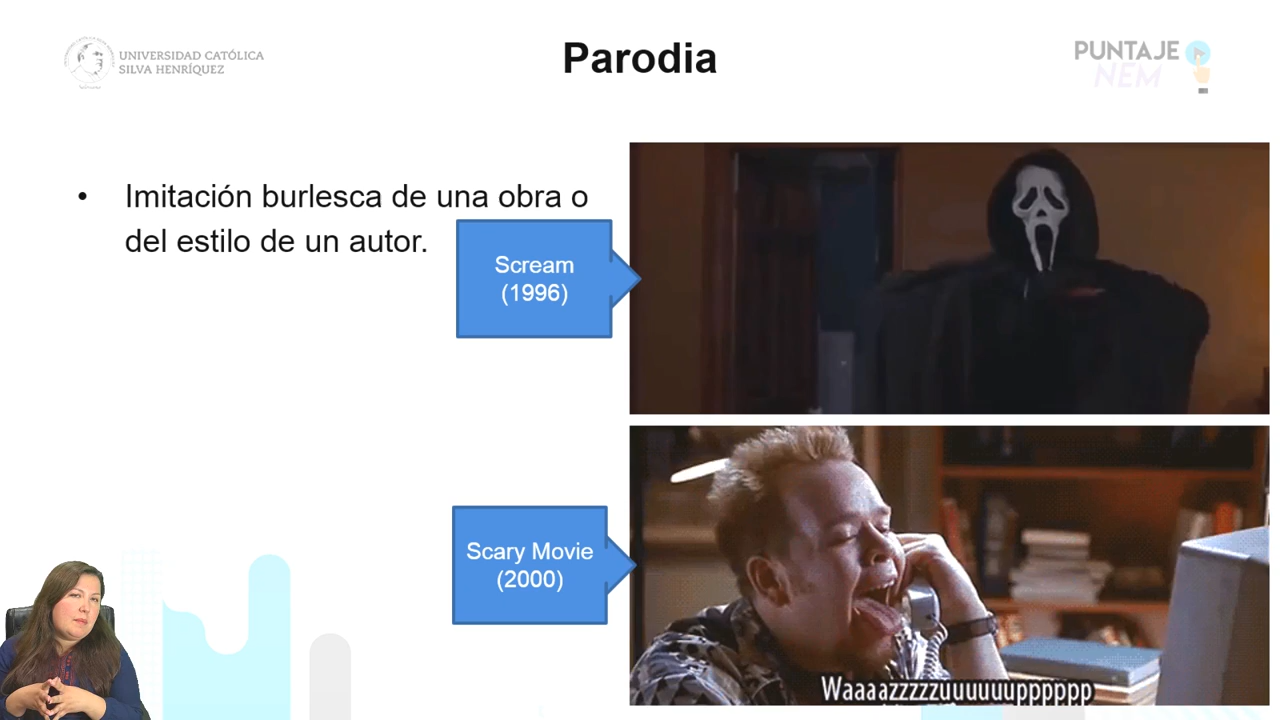 UNIVERSIDAD CATÓLICA
SILVA HENRÍQUEZ
Parodia
PUNTAJE
NEM
• Imitación burlesca de una obra o
del estilo de un autor.
Scream
(1996)
Scary Movie
(2000)
Waaaazzzzzuuuuuupppppp